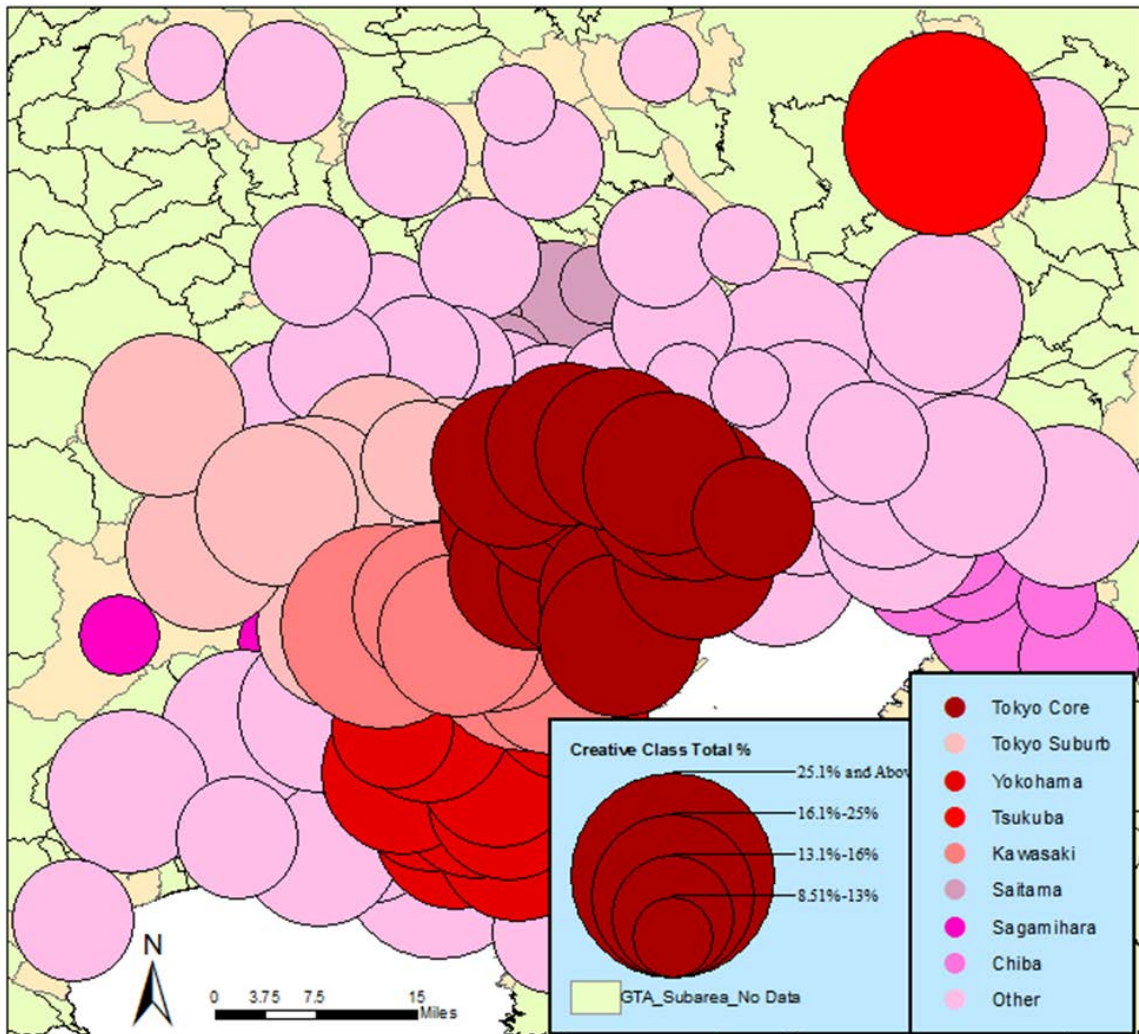 N
0 3.75 7.5 15
Miles
Creative Class Total %
25.1% and Abov
16.1%-25%
13.1%-16%
8.51%-13%
GTA_Subarea_No Data
Tokyo Core
Tokyo Suburb
Yokohama
Tsukuba
Kawasaki
Saitama
Sagamihara
Chiba
Other